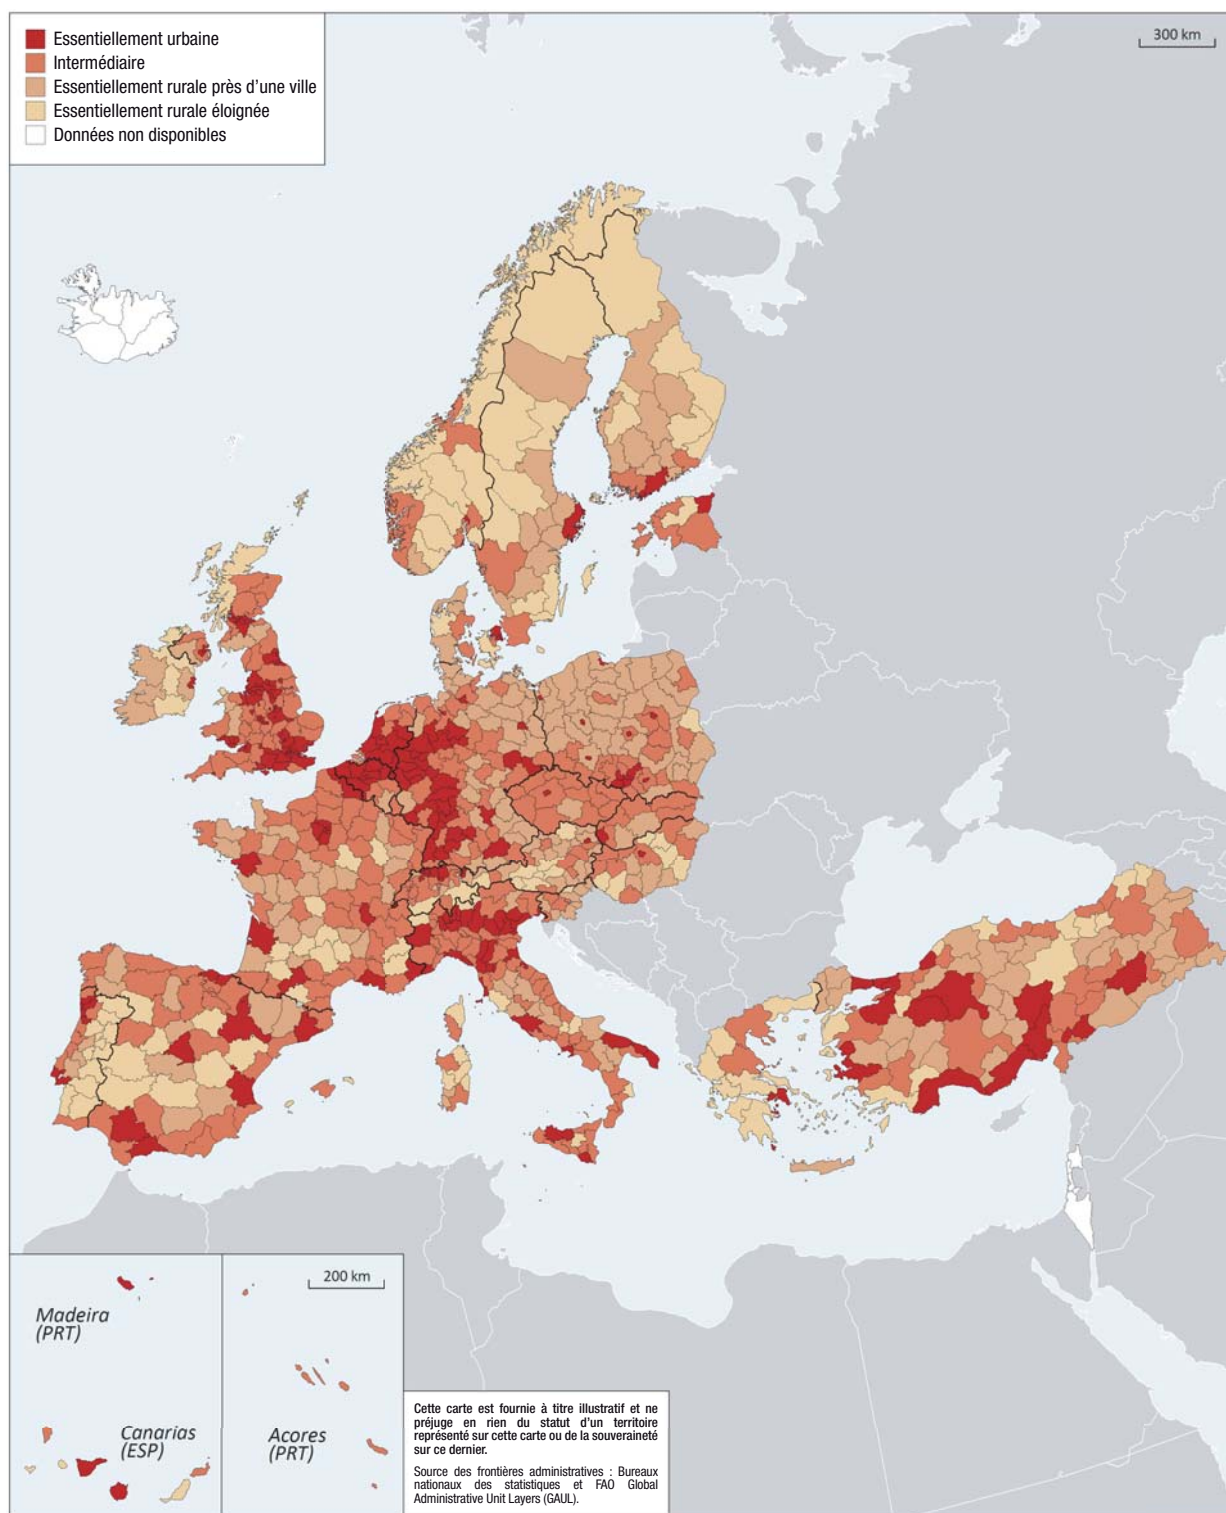 Essentiellement urbaine
Intermédiaire
Essentiellement rurale près d'une ville
Essentiellement rurale éloignée
Données non disponibles
300 km
200 km
Madeira
(PRT)
Canarias
(ESP)
Acores
(PRT)
Cette carte est fournie à titre illustratif et ne
préjuge en rien du statut d'un territoire
représenté sur cette carte ou de la souveraineté
sur ce dernier.
Source des frontières administratives : Bureaux
nationaux des statistiques et FAO Global
Administrative Unit Layers (GAUL).